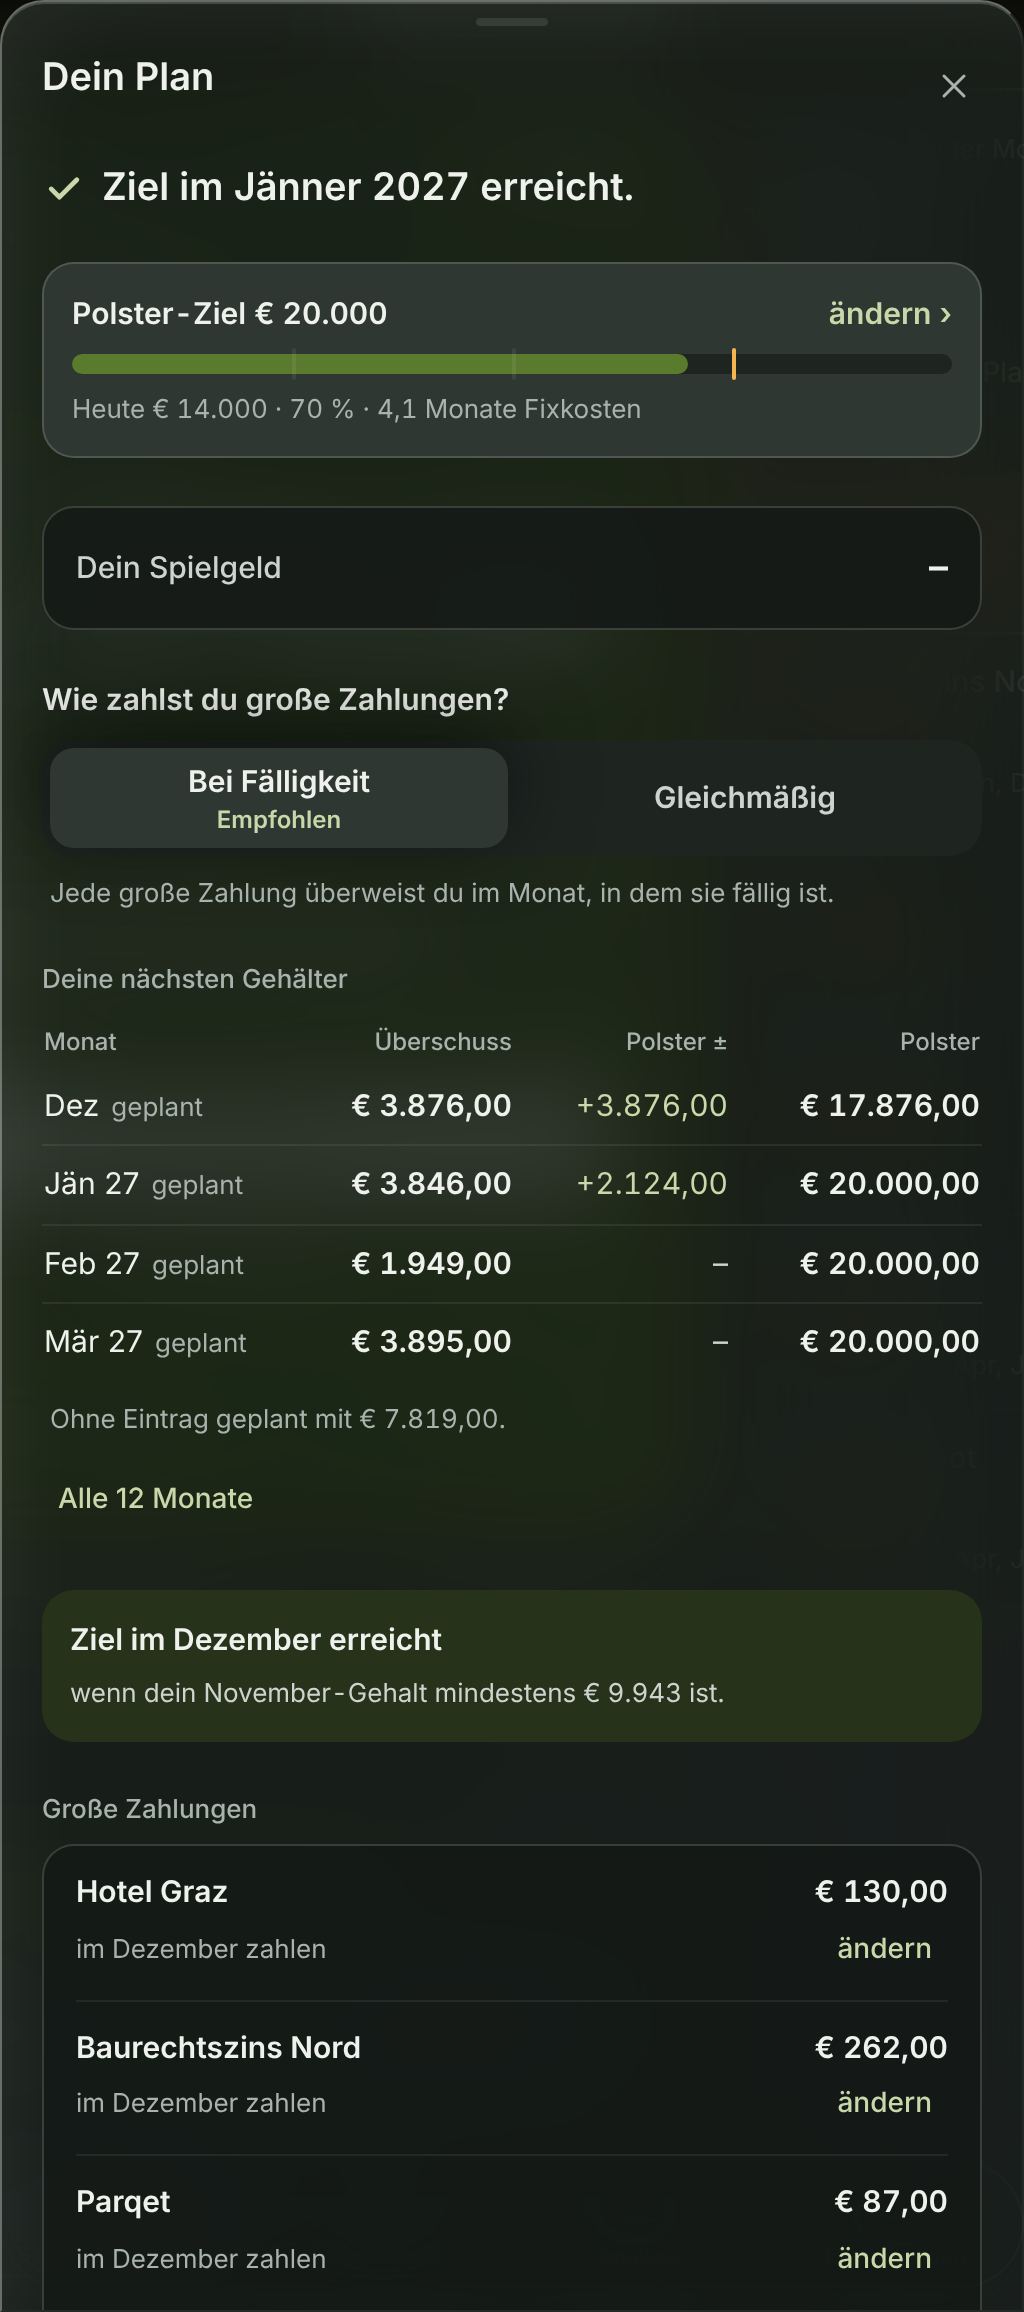 Dein Plan
Ziel im Jänner 2027 erreicht.
Polster-Ziel € 20.000 ändern ›
Heute € 14.000 · 70 % · 4,1 Monate Fixkosten
Dein Spielgeld –
Wie zahlst du große Zahlungen?
Bei Fälligkeit
Empfohlen
Gleichmäßig
Jede große Zahlung überweist du im Monat, in dem sie fällig ist.
Deine nächsten Gehälter
Monat Überschuss Polster ± Polster
Dez geplant € 3.876,00 +3.876,00 € 17.876,00
Jän 27 geplant € 3.846,00 +2.124,00 € 20.000,00
Feb 27 geplant € 1.949,00 – € 20.000,00
Mär 27 geplant € 3.895,00 – € 20.000,00
Ohne Eintrag geplant mit € 7.819,00.
Alle 12 Monate
Ziel im Dezember erreicht
wenn dein November-Gehalt mindestens € 9.943 ist.
Große Zahlungen
Hotel Graz € 130,00
im Dezember zahlen ändern
Baurechtszins Nord € 262,00
im Dezember zahlen ändern
Parqet € 87,00
im Dezember zahlen ändern